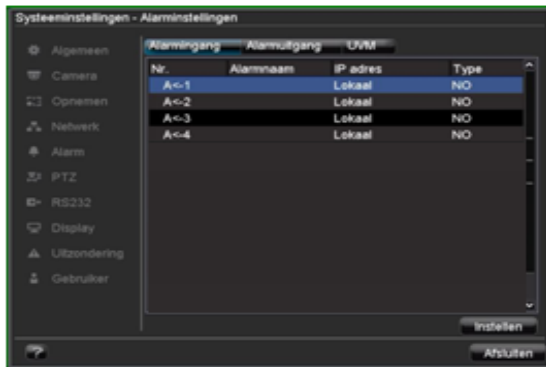 Systeeminstellingen - Alarminstellingen
Algemeen
Camera
Opnemen
Netwerk
Alarm
PTZ
RS232
Display
Uitzondering
Gebruiker
Alarmingang Alarmuitgang UVM
Nr. Alarmnaam IP adres Type
A<-1 Lokaal NO
A<-2 Lokaal NO
A<-3 Lokaal NO
A<-4 Lokaal NO
Instellen
? Afsluiten